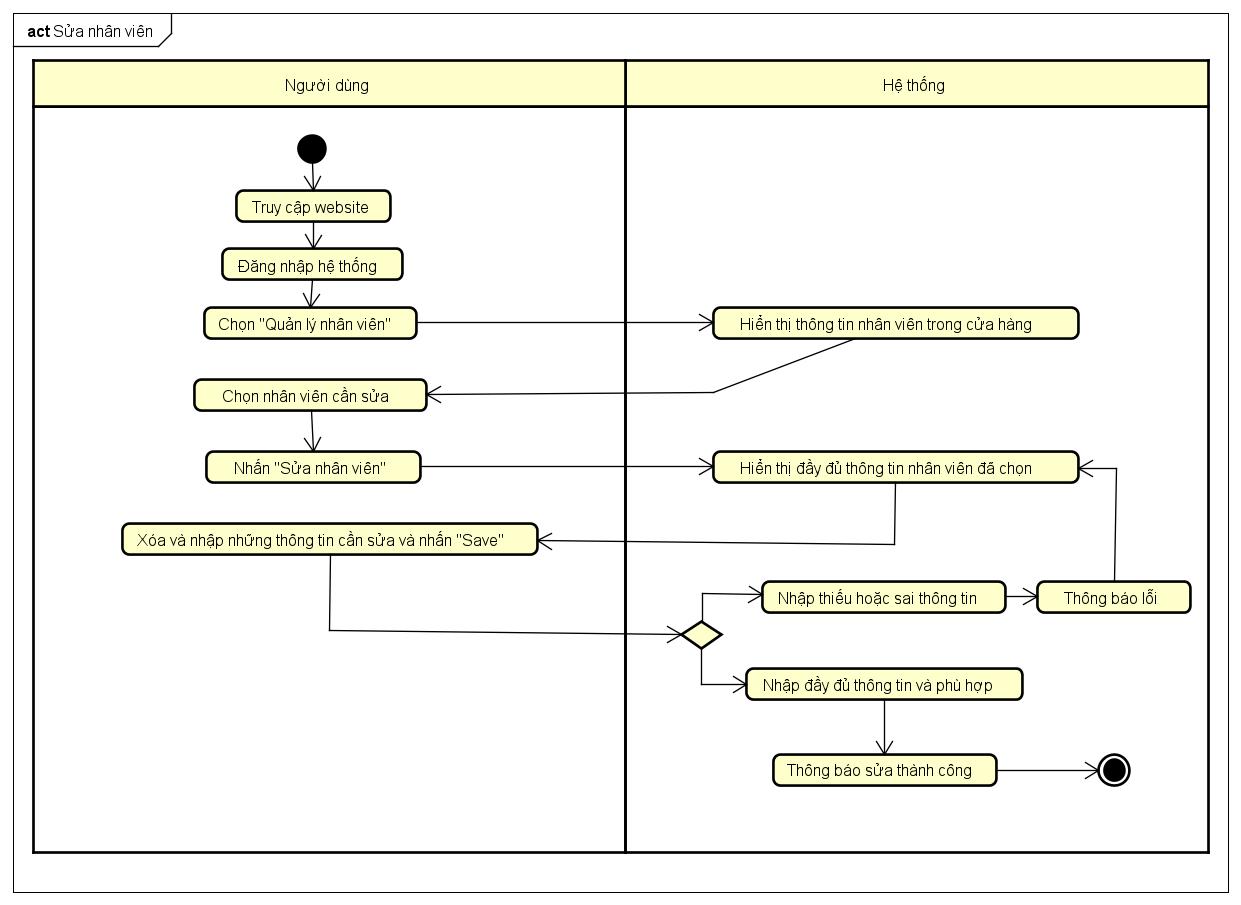 act Sửa nhân viên
Người dùng
Hệ thống
Truy cập website
Đăng nhập hệ thống
Chọn "Quản lý nhân viên"
Hiển thị thông tin nhân viên trong cửa hàng
Chọn nhân viên cần sửa
Nhấn "Sửa nhân viên"
Hiển thị đầy đủ thông tin nhân viên đã chọn
Xóa và nhập những thông tin cần sửa và nhấn "Save"
Nhập thiếu hoặc sai thông tin
Thông báo lỗi
Nhập đầy đủ thông tin và phù hợp
Thông báo sửa thành công